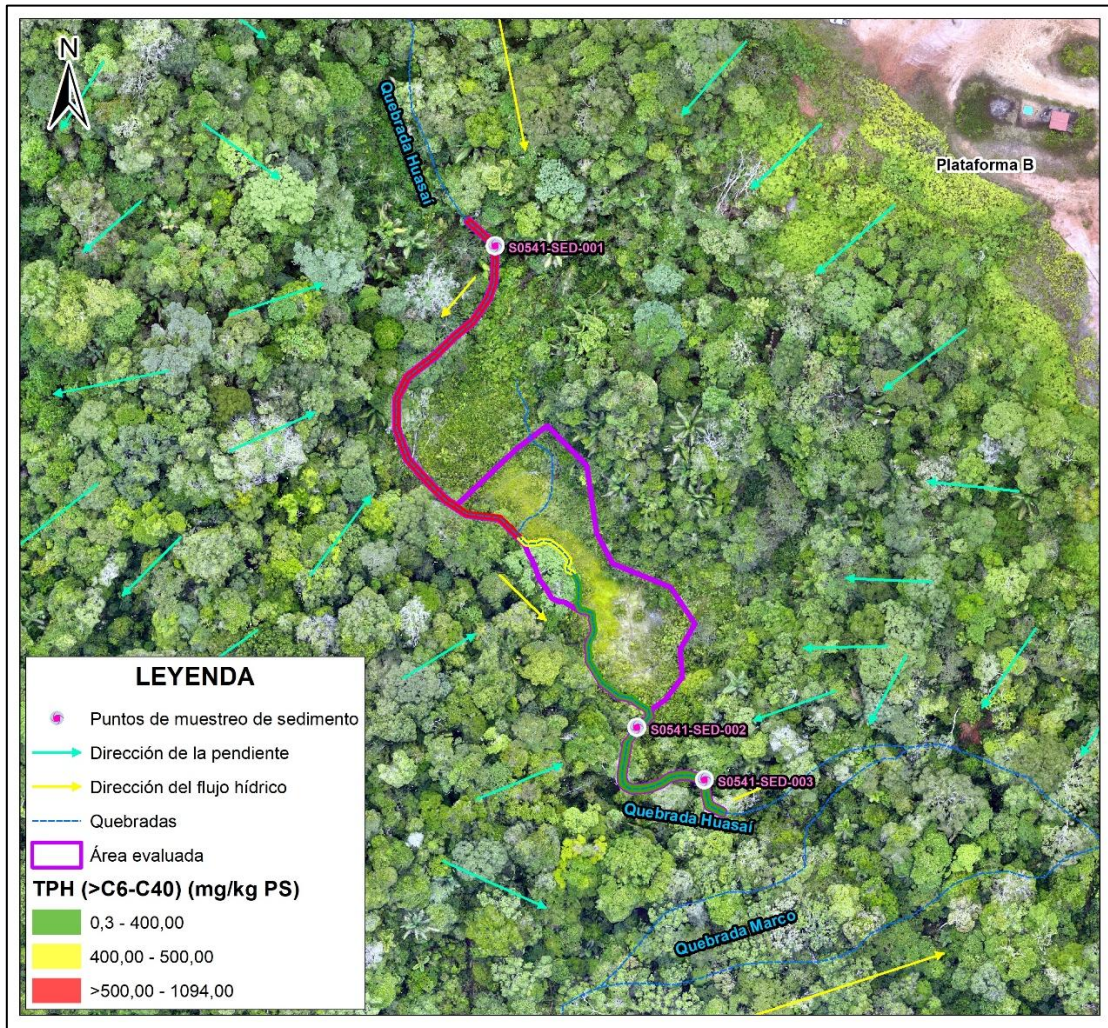 N
Quebrada Huasaí
Plataforma B
S0541-SED-001
S0541-SED-002
S0541-SED-003
Quebrada Huasaí
Quebrada Marco
LEYENDA
Puntos de muestreo de sedimento
Dirección de la pendiente
Dirección del flujo hídrico
Quebradas
Área evaluada
TPH (>C6-C40) (mg/kg PS)
0,3 - 400,00
400,00 - 500,00
>500,00 - 1094,00